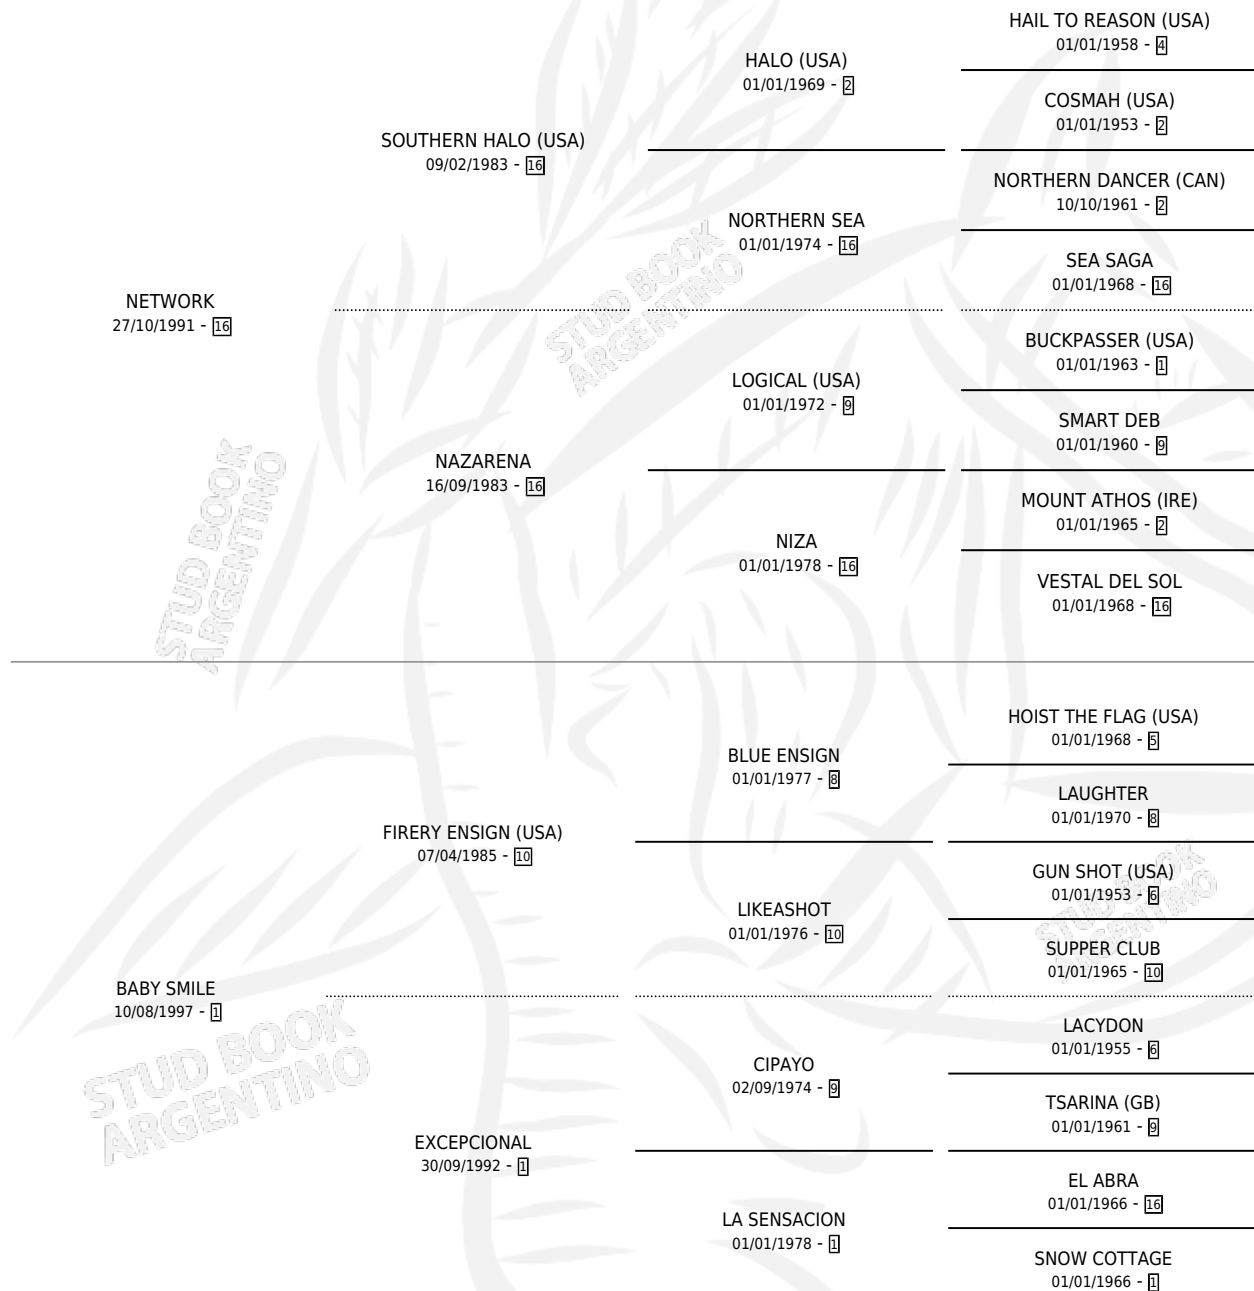 HAIL TO REASON (USA)
01/01/1958 - 4
HALO (USA)
01/01/1969 - 2
COSMAH (USA)
01/01/1953 - 2
SOUTHERN HALO (USA)
09/02/1983 - 16
NORTHERN DANCER (CAN)
10/10/1961 - 2
NORTHERN SEA
01/01/1974 - 16
SEA SAGA
01/01/1968 - 16
NETWORK
27/10/1991 - 16
STUD BOOK
ARGENTINO
BUCKPASSER (USA)
01/01/1963 - 1
LOGICAL (USA)
01/01/1972 - 9
SMART DEB
01/01/1960 - 9
NAZARENA
16/09/1983 - 16
MOUNT ATHOS (IRE)
01/01/1965 - 2
NIZA
01/01/1978 - 16
VESTAL DEL SOL
01/01/1968 - 16
STUD BOOK
ARGENTINO
HOIST THE FLAG (USA)
01/01/1968 - 5
BLUE ENSIGN
01/01/1977 - 8
LAUGHTER
01/01/1970 - 8
FIRERY ENSIGN (USA)
07/04/1985 - 10
GUN SHOT (USA)
01/01/1953 - 6
LIKEASHOT
01/01/1976 - 10
STUD BOOK
ARGENTINO
SUPPER CLUB
01/01/1965 - 10
BABY SMILE
10/08/1997 - 1
LACYDON
01/01/1955 - 6
CIPAYO
02/09/1974 - 9
STUD BOOK
ARGENTINO
TSARINA (GB)
01/01/1961 - 9
EXCEPCIONAL
30/09/1992 - 1
EL ABRA
01/01/1966 - 16
LA SENSACION
01/01/1978 - 1
SNOW COTTAGE
01/01/1966 - 1